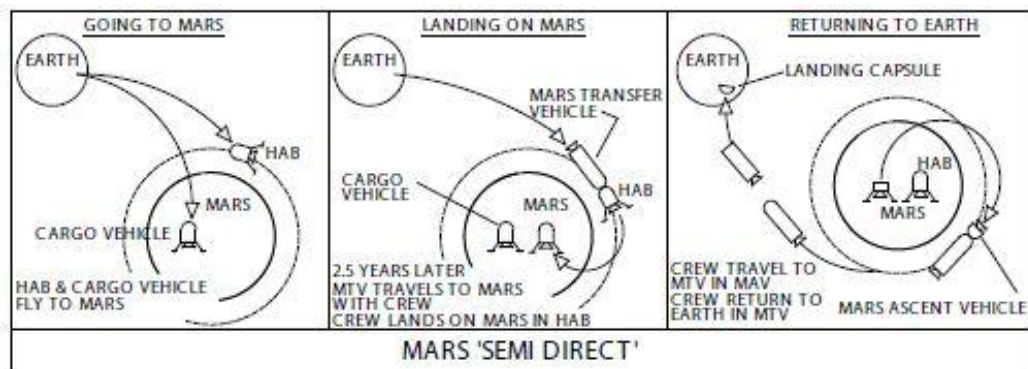 GOING TO MARS
EARTH
HAB
MARS
CARGO VEHICLE
HAB & CARGO VEHICLE
FLY TO MARS
LANDING ON MARS
EARTH
MARS TRANSFER
VEHICLE
CARGO
VEHICLE
HAB
MARS
2.5 YEARS LATER
MTV TRAVELS TO MARS
WITH CREW
CREW LANDS ON MARS IN HAB
RETURNING TO EARTH
EARTH
LANDING CAPSULE
HAB
MARS
CREW TRAVEL TO
MTV IN MAV
CREW RETURN TO
EARTH IN MTV
MARS ASCENT VEHICLE
MARS 'SEMI DIRECT'